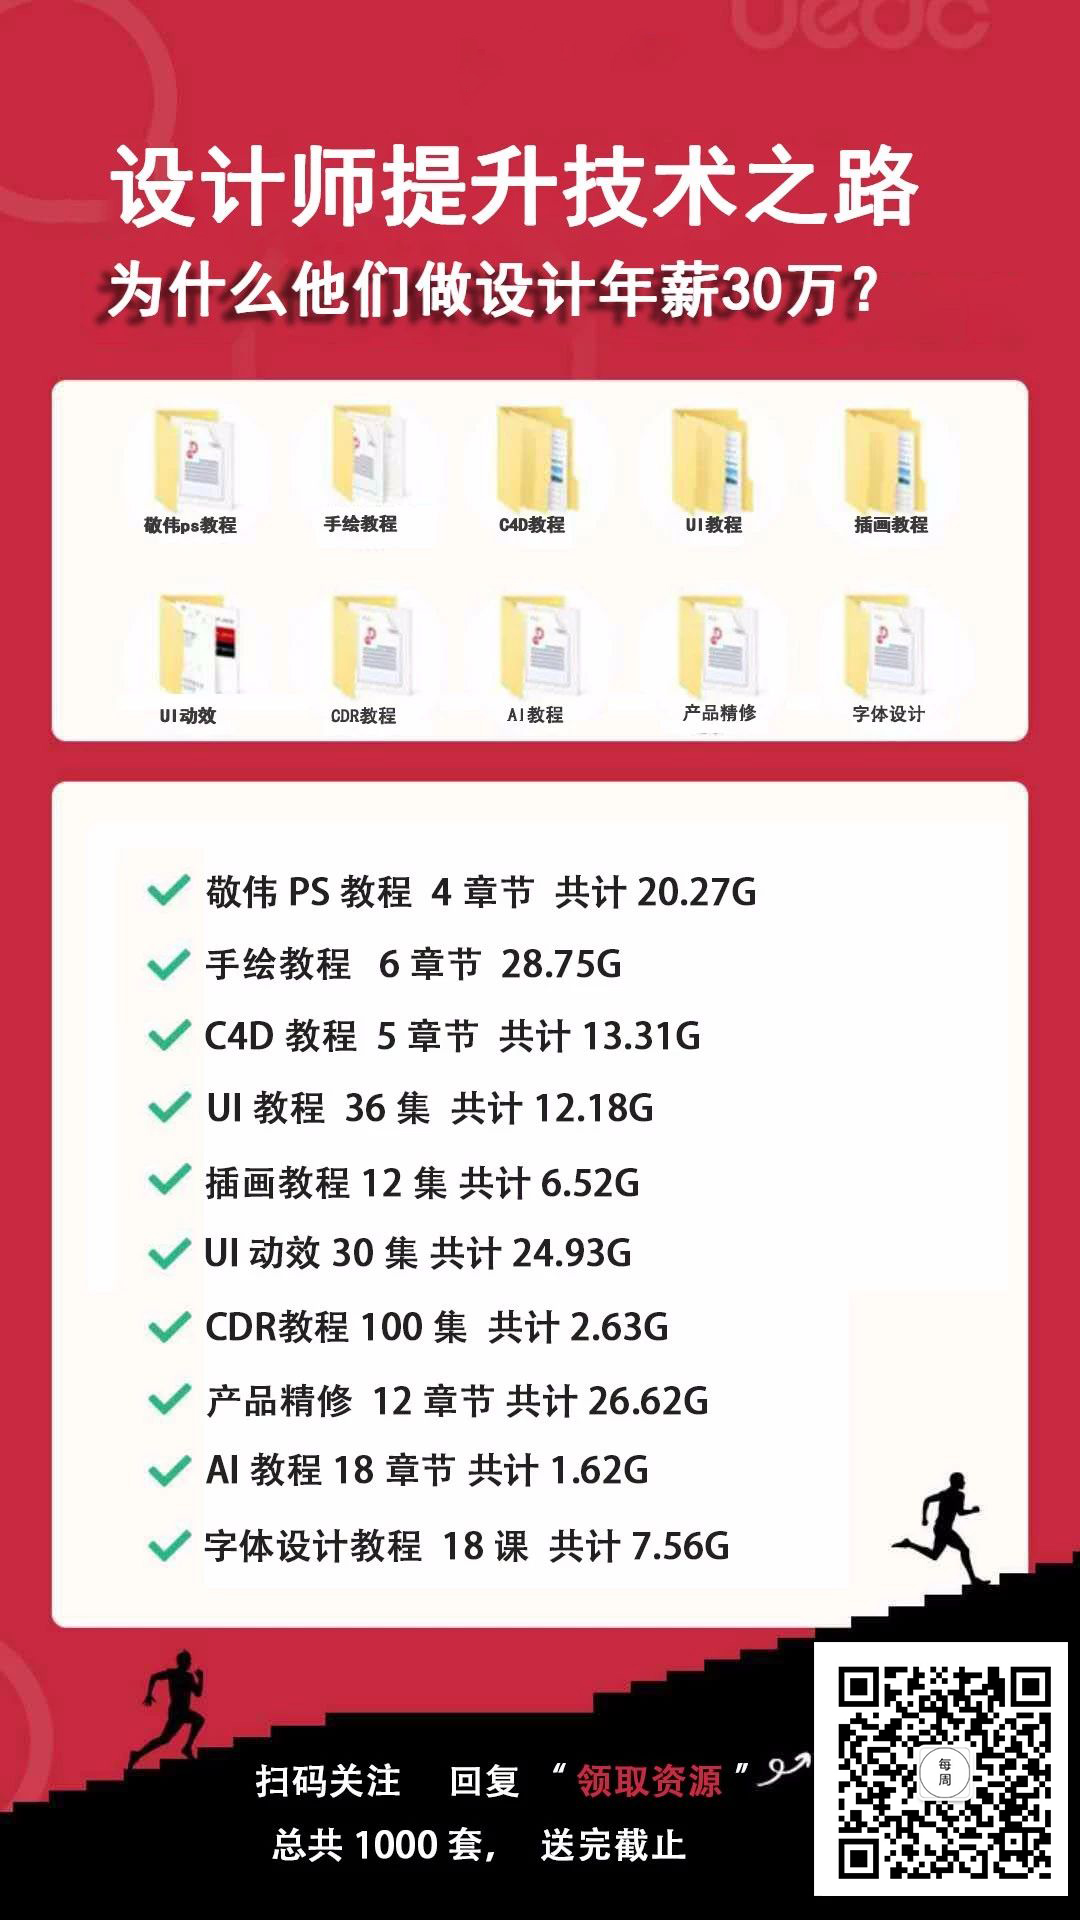 uedc
设计师提升技术之路
为什么他们做设计年薪30万?
敬伟ps教程
手绘教程
C4D教程
UI教程
插画教程
UI动效
CDR教程
AI教程
产品精修
字体设计
敬伟 PS 教程 4 章节 共计 20.27G
手绘教程 6 章节 28.75G
C4D 教程 5 章节 共计 13.31G
UI 教程 36 集 共计 12.18G
插画教程 12 集 共计 6.52G
UI 动效 30 集 共计 24.93G
CDR教程 100 集 共计 2.63G
产品精修 12 章节 共计 26.62G
AI 教程 18 章节 共计 1.62G
字体设计教程 18 课 共计 7.56G
扫码关注 回复 “领取资源”
总共 1000 套, 送完截止
每
周